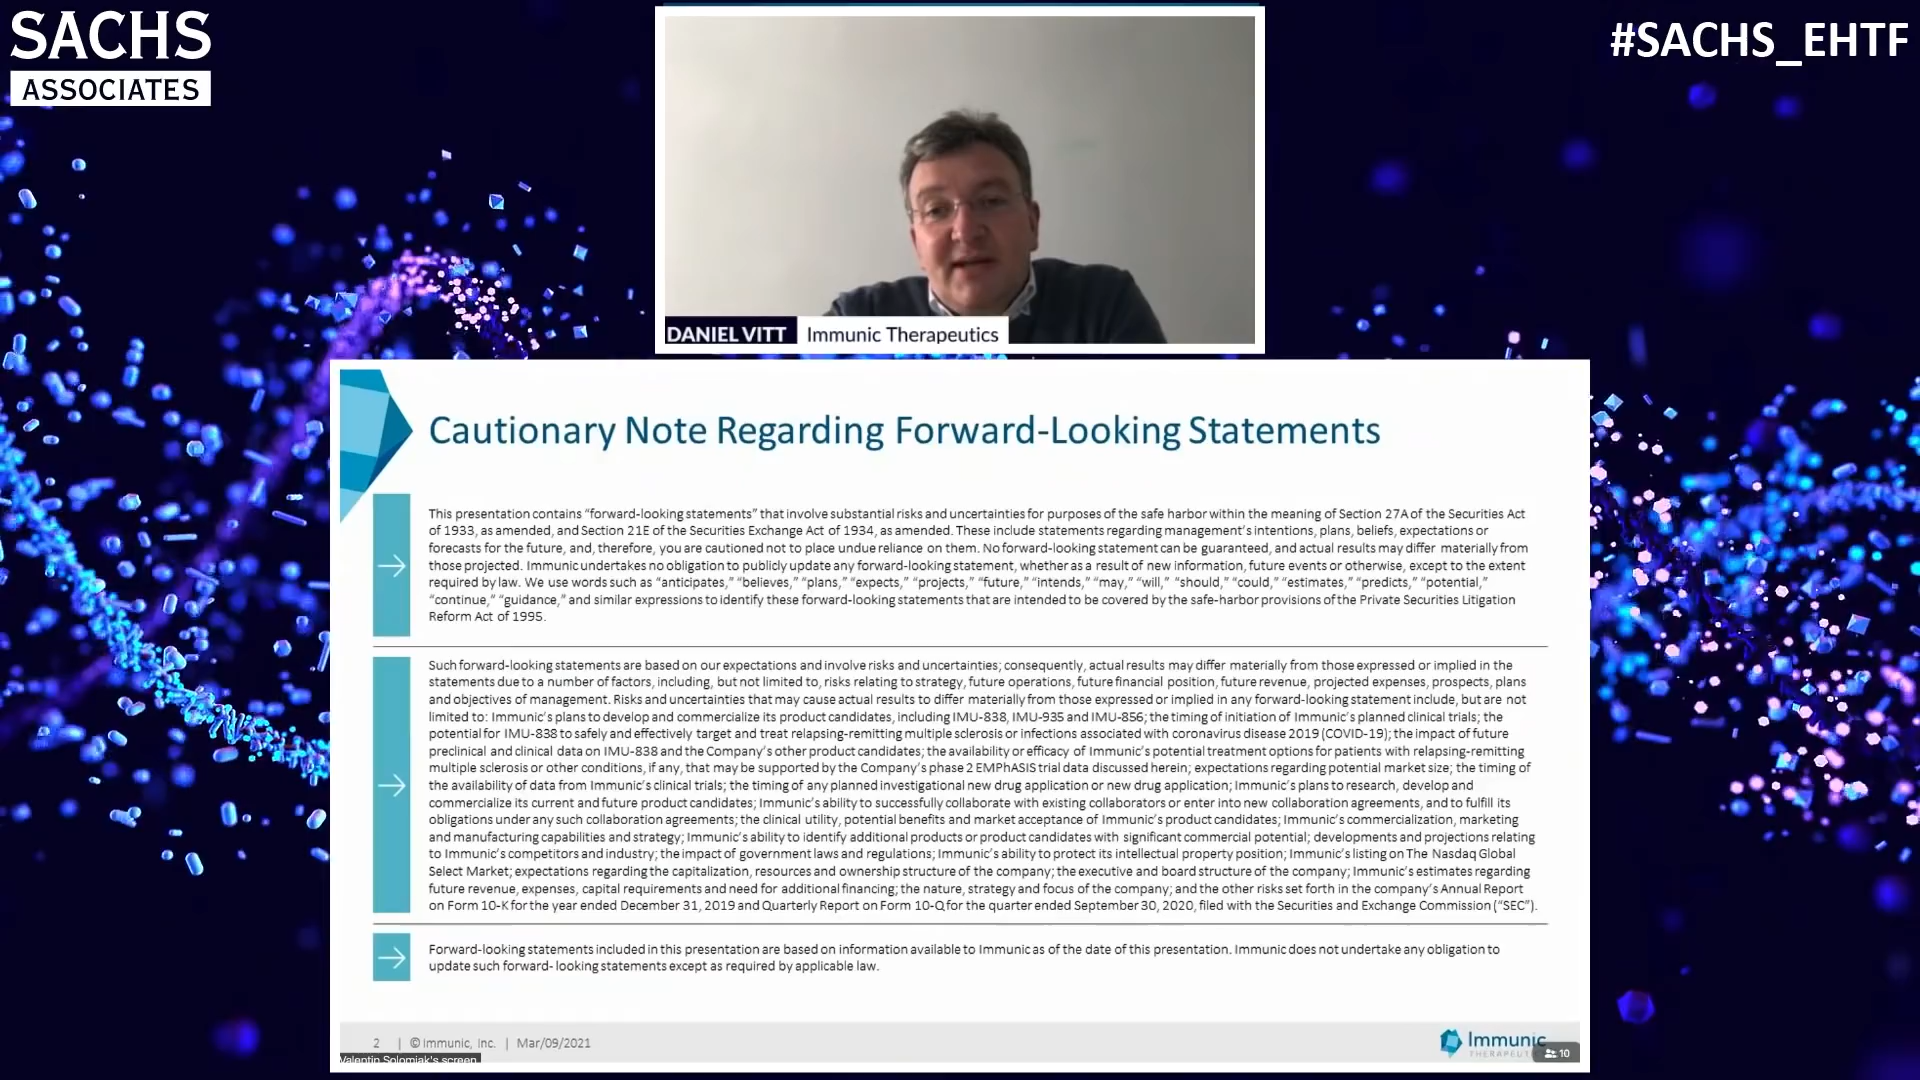 SACHS
ASSOCIATES
#SACHS_EHTF
DANIEL VITT Immunic Therapeutics
Cautionary Note Regarding Forward-Looking Statements
This presentation contains “forward-looking statements” that involve substantial risks and uncertainties for purposes of the safe harbor within the meaning of Section 27A of the Securities Act
of 1933, as amended, and Section 21E of the Securities Exchange Act of 1934, as amended. These include statements regarding management’s intentions, plans, beliefs, expectations or
forecasts for the future, and, therefore, you are cautioned not to place undue reliance on them. No forward-looking statement can be guaranteed, and actual results may differ materially from
those projected. Immunic undertakes no obligation to publicly update any forward-looking statement, whether as a result of new information, future events or otherwise, except to the extent
required by law. We use words such as “anticipates,” “believes,” “plans,” “expects,” “projects,” “future,” “intends,” “may,” “will,” “should,” “could,” “estimates,” “predicts,” “potential,”
“continue,” “guidance,” and similar expressions to identify these forward-looking statements that are intended to be covered by the safe-harbor provisions of the Private Securities Litigation
Reform Act of 1995.
Such forward-looking statements are based on our expectations and involve risks and uncertainties; consequently, actual results may differ materially from those expressed or implied in the
statements due to a number of factors, including, but not limited to, risks relating to strategy, future operations, future financial position, future revenue, projected expenses, prospects, plans
and objectives of management. Risks and uncertainties that may cause actual results to differ materially from those expressed or implied in any forward-looking statement include, but are not
limited to: Immunic’s plans to develop and commercialize its product candidates, including IMU-838, IMU-935 and IMU-856; the timing of initiation of Immunic’s planned clinical trials; the
potential for IMU-838 to safely and effectively target and treat relapsing-remitting multiple sclerosis or infections associated with coronavirus disease 2019 (COVID-19); the impact of future
preclinical and clinical data on IMU-838 and the Company’s other product candidates; the availability or efficacy of Immunic’s potential treatment options for patients with relapsing-remitting
multiple sclerosis or other conditions, if any, that may be supported by the Company’s phase 2 EMPhASIS trial data discussed herein; expectations regarding potential market size; the timing of
the availability of data from Immunic’s clinical trials; the timing of any planned investigational new drug application or new drug application; Immunic’s plans to research, develop and
commercialize its current and future product candidates; Immunic’s ability to successfully collaborate with existing collaborators or enter into new collaboration agreements, and to fulfill its
obligations under any such collaboration agreements; the clinical utility, potential benefits and market acceptance of Immunic’s product candidates; Immunic’s commercialization, marketing
and manufacturing capabilities and strategy; Immunic’s ability to identify additional products or product candidates with significant commercial potential; developments and projections relating
to Immunic’s competitors and industry; the impact of government laws and regulations; Immunic’s ability to protect its intellectual property position; Immunic’s listing on The Nasdaq Global
Select Market; expectations regarding the capitalization, resources and ownership structure of the company; the executive and board structure of the company; Immunic’s estimates regarding
future revenue, expenses, capital requirements and need for additional financing; the nature, strategy and focus of the company; and the other risks set forth in the company’s Annual Report
on Form 10-K for the year ended December 31, 2019 and Quarterly Report on Form 10-Q for the quarter ended September 30, 2020, filed with the Securities and Exchange Commission (“SEC”).
Forward-looking statements included in this presentation are based on information available to Immunic as of the date of this presentation. Immunic does not undertake any obligation to
update such forward- looking statements except as required by applicable law.
2 | © Immunic, Inc. | Mar/09/2021
Immunic
Valentin Solomiak's screen
10